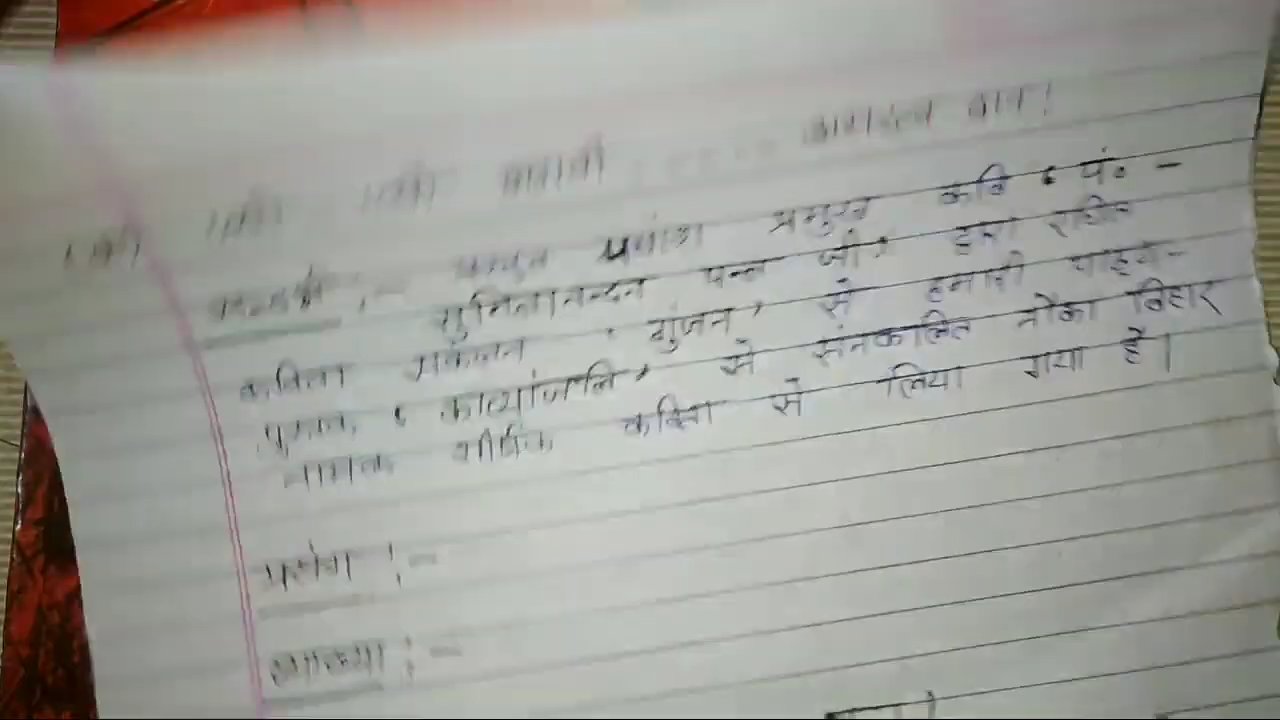 सन्दर्भ :- प्रस्तुत पद्यांश प्रमुख कवि ' पं० -
सुमित्रानन्दन पन्त जी' द्वारा रचित
कविता संकलन ' गुंजन ' से हमारी पाठ्य-
पुस्तक ' काव्यांजलि ' से संनकलित नौका विहार
नामक शीर्षक कविता से लिया गया है।
प्रसंग :-
व्याख्या :-